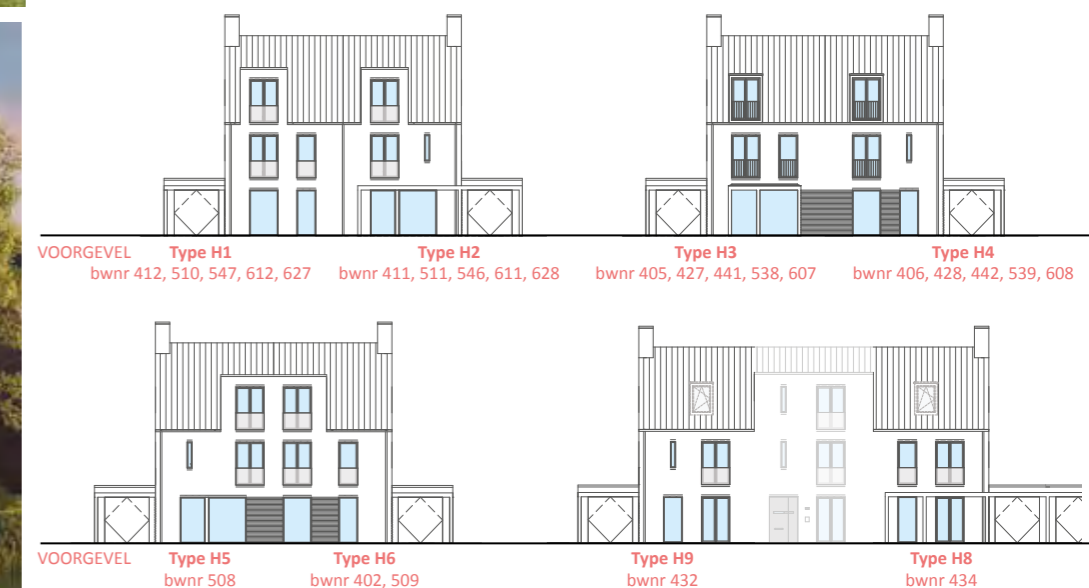 VOORGEVEL Type H1 Type H2 Type H3 Type H4
bwnr 412, 510, 547, 612, 627 bwnr 411, 511, 546, 611, 628 bwnr 405, 427, 441, 538, 607 bwnr 406, 428, 442, 539, 608
VOORGEVEL Type H5 Type H6 Type H9 Type H8
bwnr 508 bwnr 402, 509 bwnr 432 bwnr 434